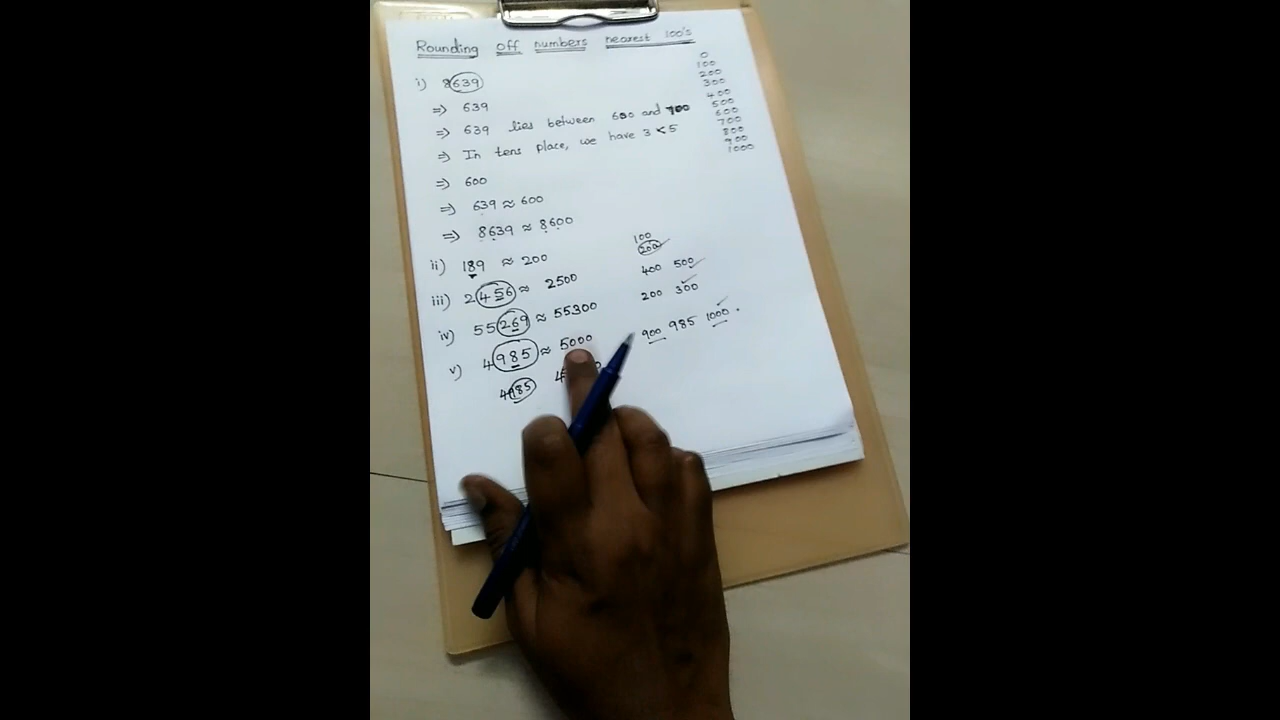 Rounding off numbers nearest 100's
i) 8639
⇒ 639
⇒ 639 lies between 600 and 700
⇒ In tens place, we have 3 < 5
⇒ 600
⇒ 639 ≈ 600
⇒ 8639 ≈ 8600
ii) 189 ≈ 200
iii) 2456 ≈ 2500
iv) 55269 ≈ 55300
v) 4985 ≈ 5000
0
100
200
300
400
500
600
700
800
900
1000
100
200 ✓
400 500 ✓
200 300 ✓
900 985 1000 ✓